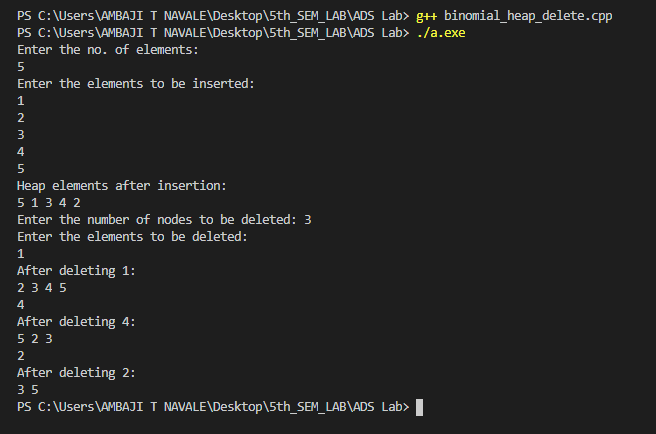 PS C:\Users\AMBAJI T NAVALE\Desktop\5th_SEM_LAB\ADS Lab> g++ binomial_heap_delete.cpp
PS C:\Users\AMBAJI T NAVALE\Desktop\5th_SEM_LAB\ADS Lab> ./a.exe
Enter the no. of elements:
5
Enter the elements to be inserted:
1
2
3
4
5
Heap elements after insertion:
5 1 3 4 2
Enter the number of nodes to be deleted: 3
Enter the elements to be deleted:
1
After deleting 1:
2 3 4 5
4
After deleting 4:
5 2 3
2
After deleting 2:
3 5
PS C:\Users\AMBAJI T NAVALE\Desktop\5th_SEM_LAB\ADS Lab>